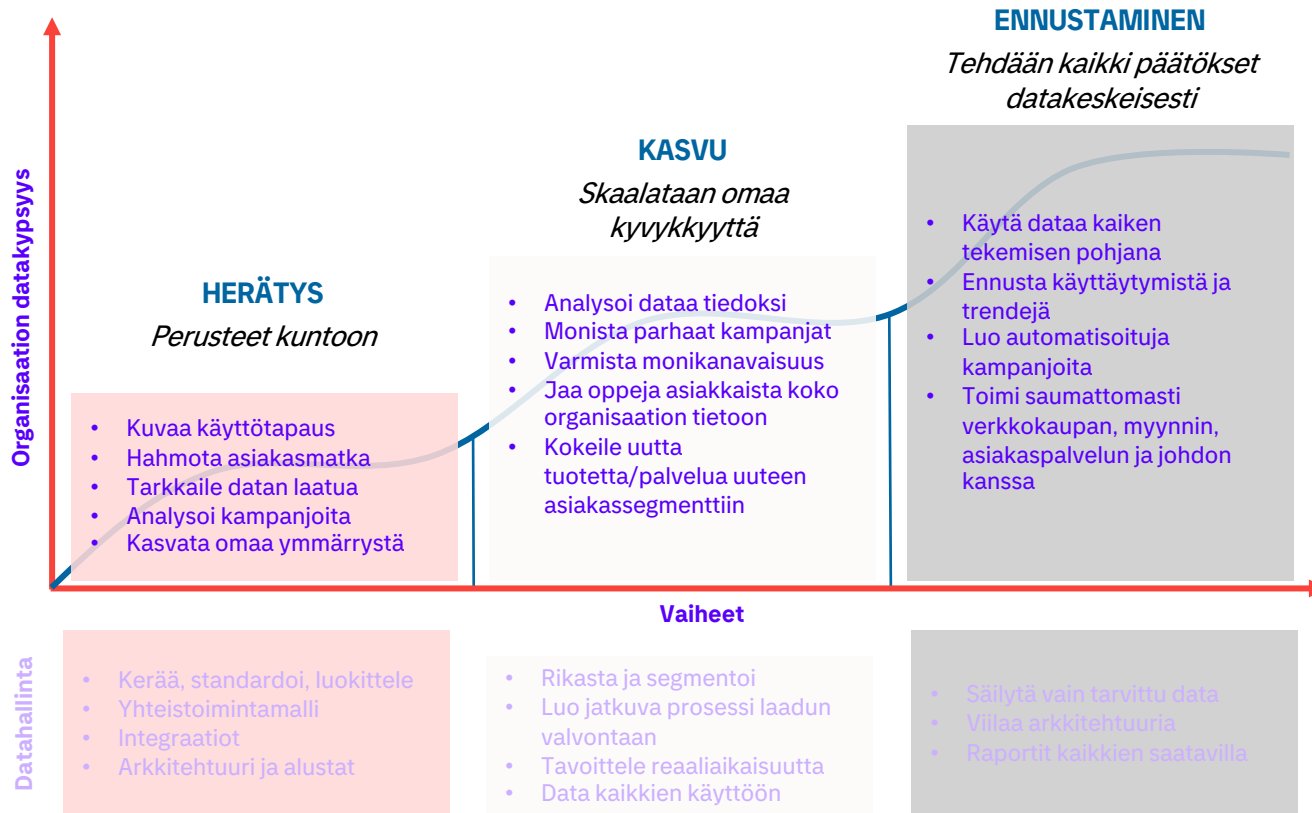 ENNUSTAMINEN
Tehdään kaikki päätökset
datakeskeisesti
KASVU
Skaalataan omaa
kyvykkyyttä
HERÄTYS
Perusteet kuntoon
Organisaation datakypsyys
• Kuvaa käyttötapaus
• Hahmota asiakasmatka
• Tarkkaile datan laatua
• Analysoi kampanjoita
• Kasvata omaa ymmärrystä
• Analysoi dataa tiedoksi
• Monista parhaat kampanjat
• Varmista monikanavaisuus
• Jaa oppeja asiakkaista koko
organisaation tietoon
• Kokeile uutta
tuotetta/palvelua uuteen
asiakassegmenttiin
• Käytä dataa kaiken
tekemisen pohjana
• Ennusta käyttäytymistä ja
trendejä
• Luo automatisoituja
kampanjoita
• Toimi saumattomasti
verkkokaupan, myynnin,
asiakaspalvelun ja johdon
kanssa
Vaiheet
Datahallinta
• Kerää, standardoi, luokittele
• Yhteistoimintamalli
• Integraatiot
• Arkkitehtuuri ja alustat
• Rikasta ja segmentoi
• Luo jatkuva prosessi laadun
valvontaan
• Tavoittele reaaliaikaisuutta
• Data kaikkien käyttöön
• Säilytä vain tarvittu data
• Viilaa arkkitehtuuria
• Raportit kaikkien saatavilla